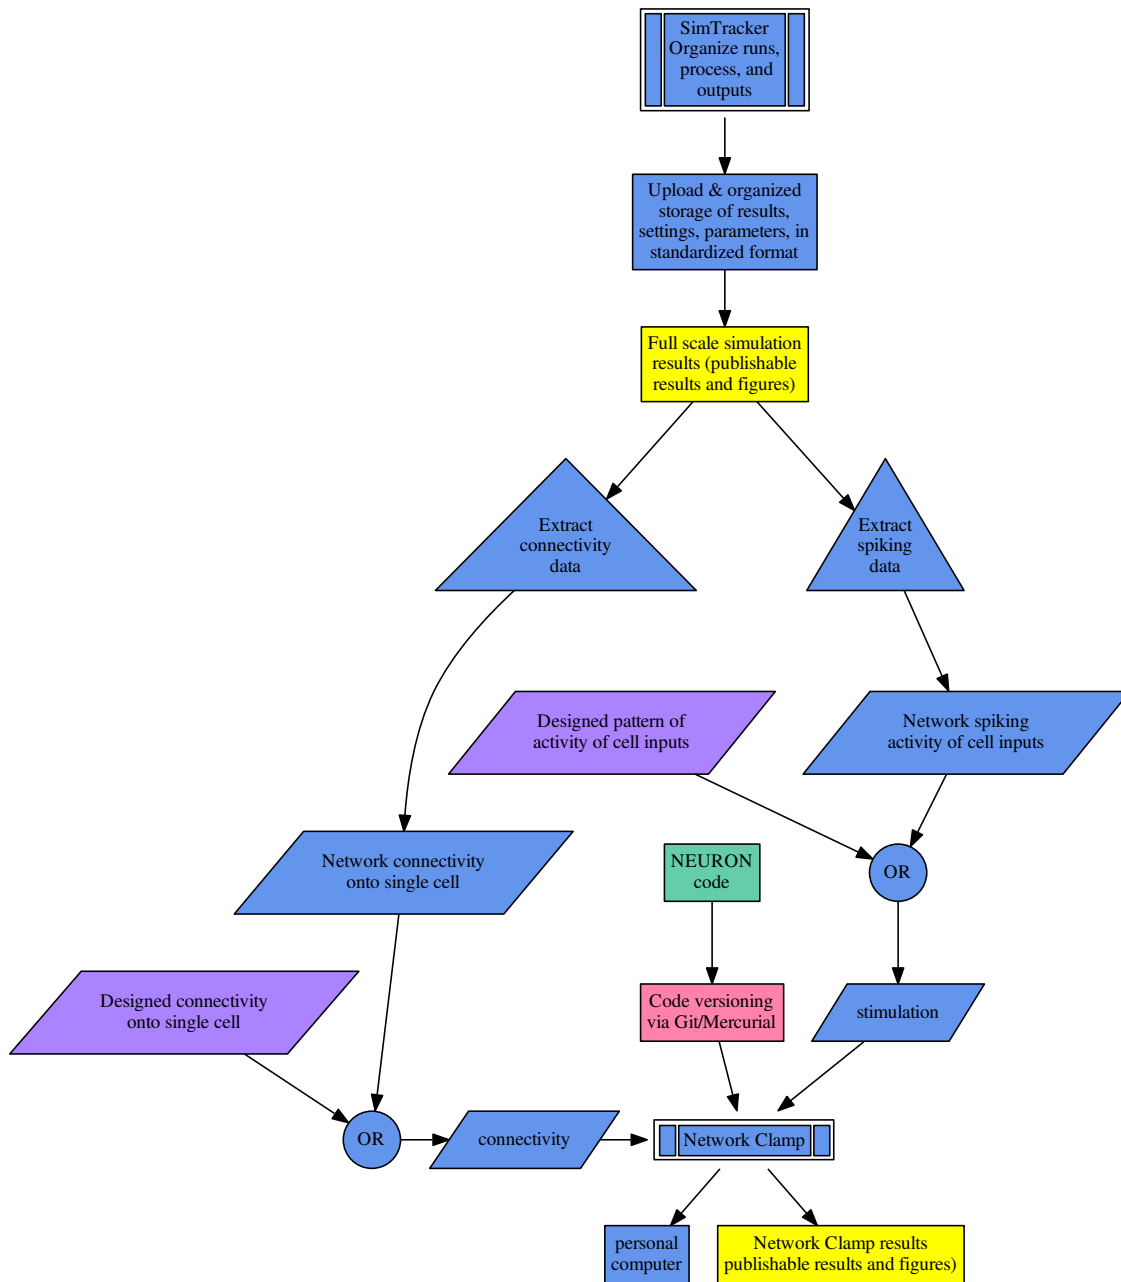 SimTracker
Organize runs,
process, and
outputs
Upload & organized
storage of results,
settings, parameters, in
standardized format
Full scale simulation
results (publishable
results and figures)
Extract
connectivity
data
Extract
spiking
data
Designed pattern of
activity of cell inputs
Network spiking
activity of cell inputs
Network connectivity
onto single cell
NEURON
code
OR
Designed connectivity
onto single cell
Code versioning
via Git/Mercurial
stimulation
OR
connectivity
Network Clamp
personal
computer
Network Clamp results
publishable results and figures)